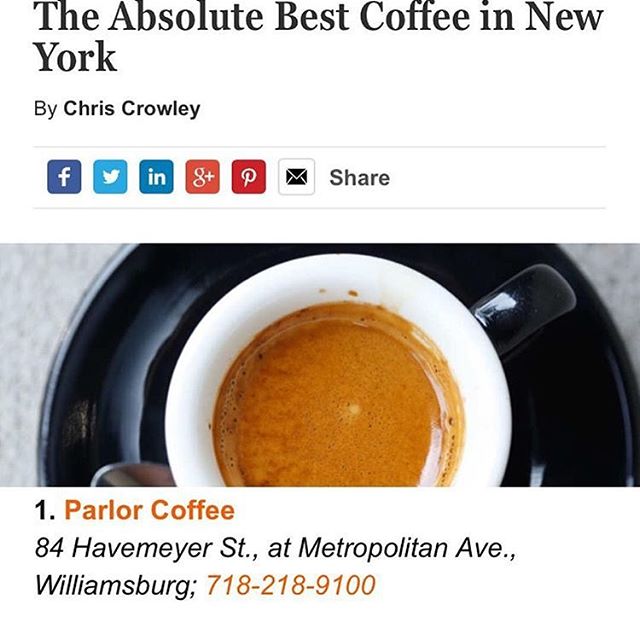 The Absolute Best Coffee in New
York
By Chris Crowley
f in g+ Share
1. Parlor Coffee
84 Havemeyer St., at Metropolitan Ave.,
Williamsburg; 718-218-9100